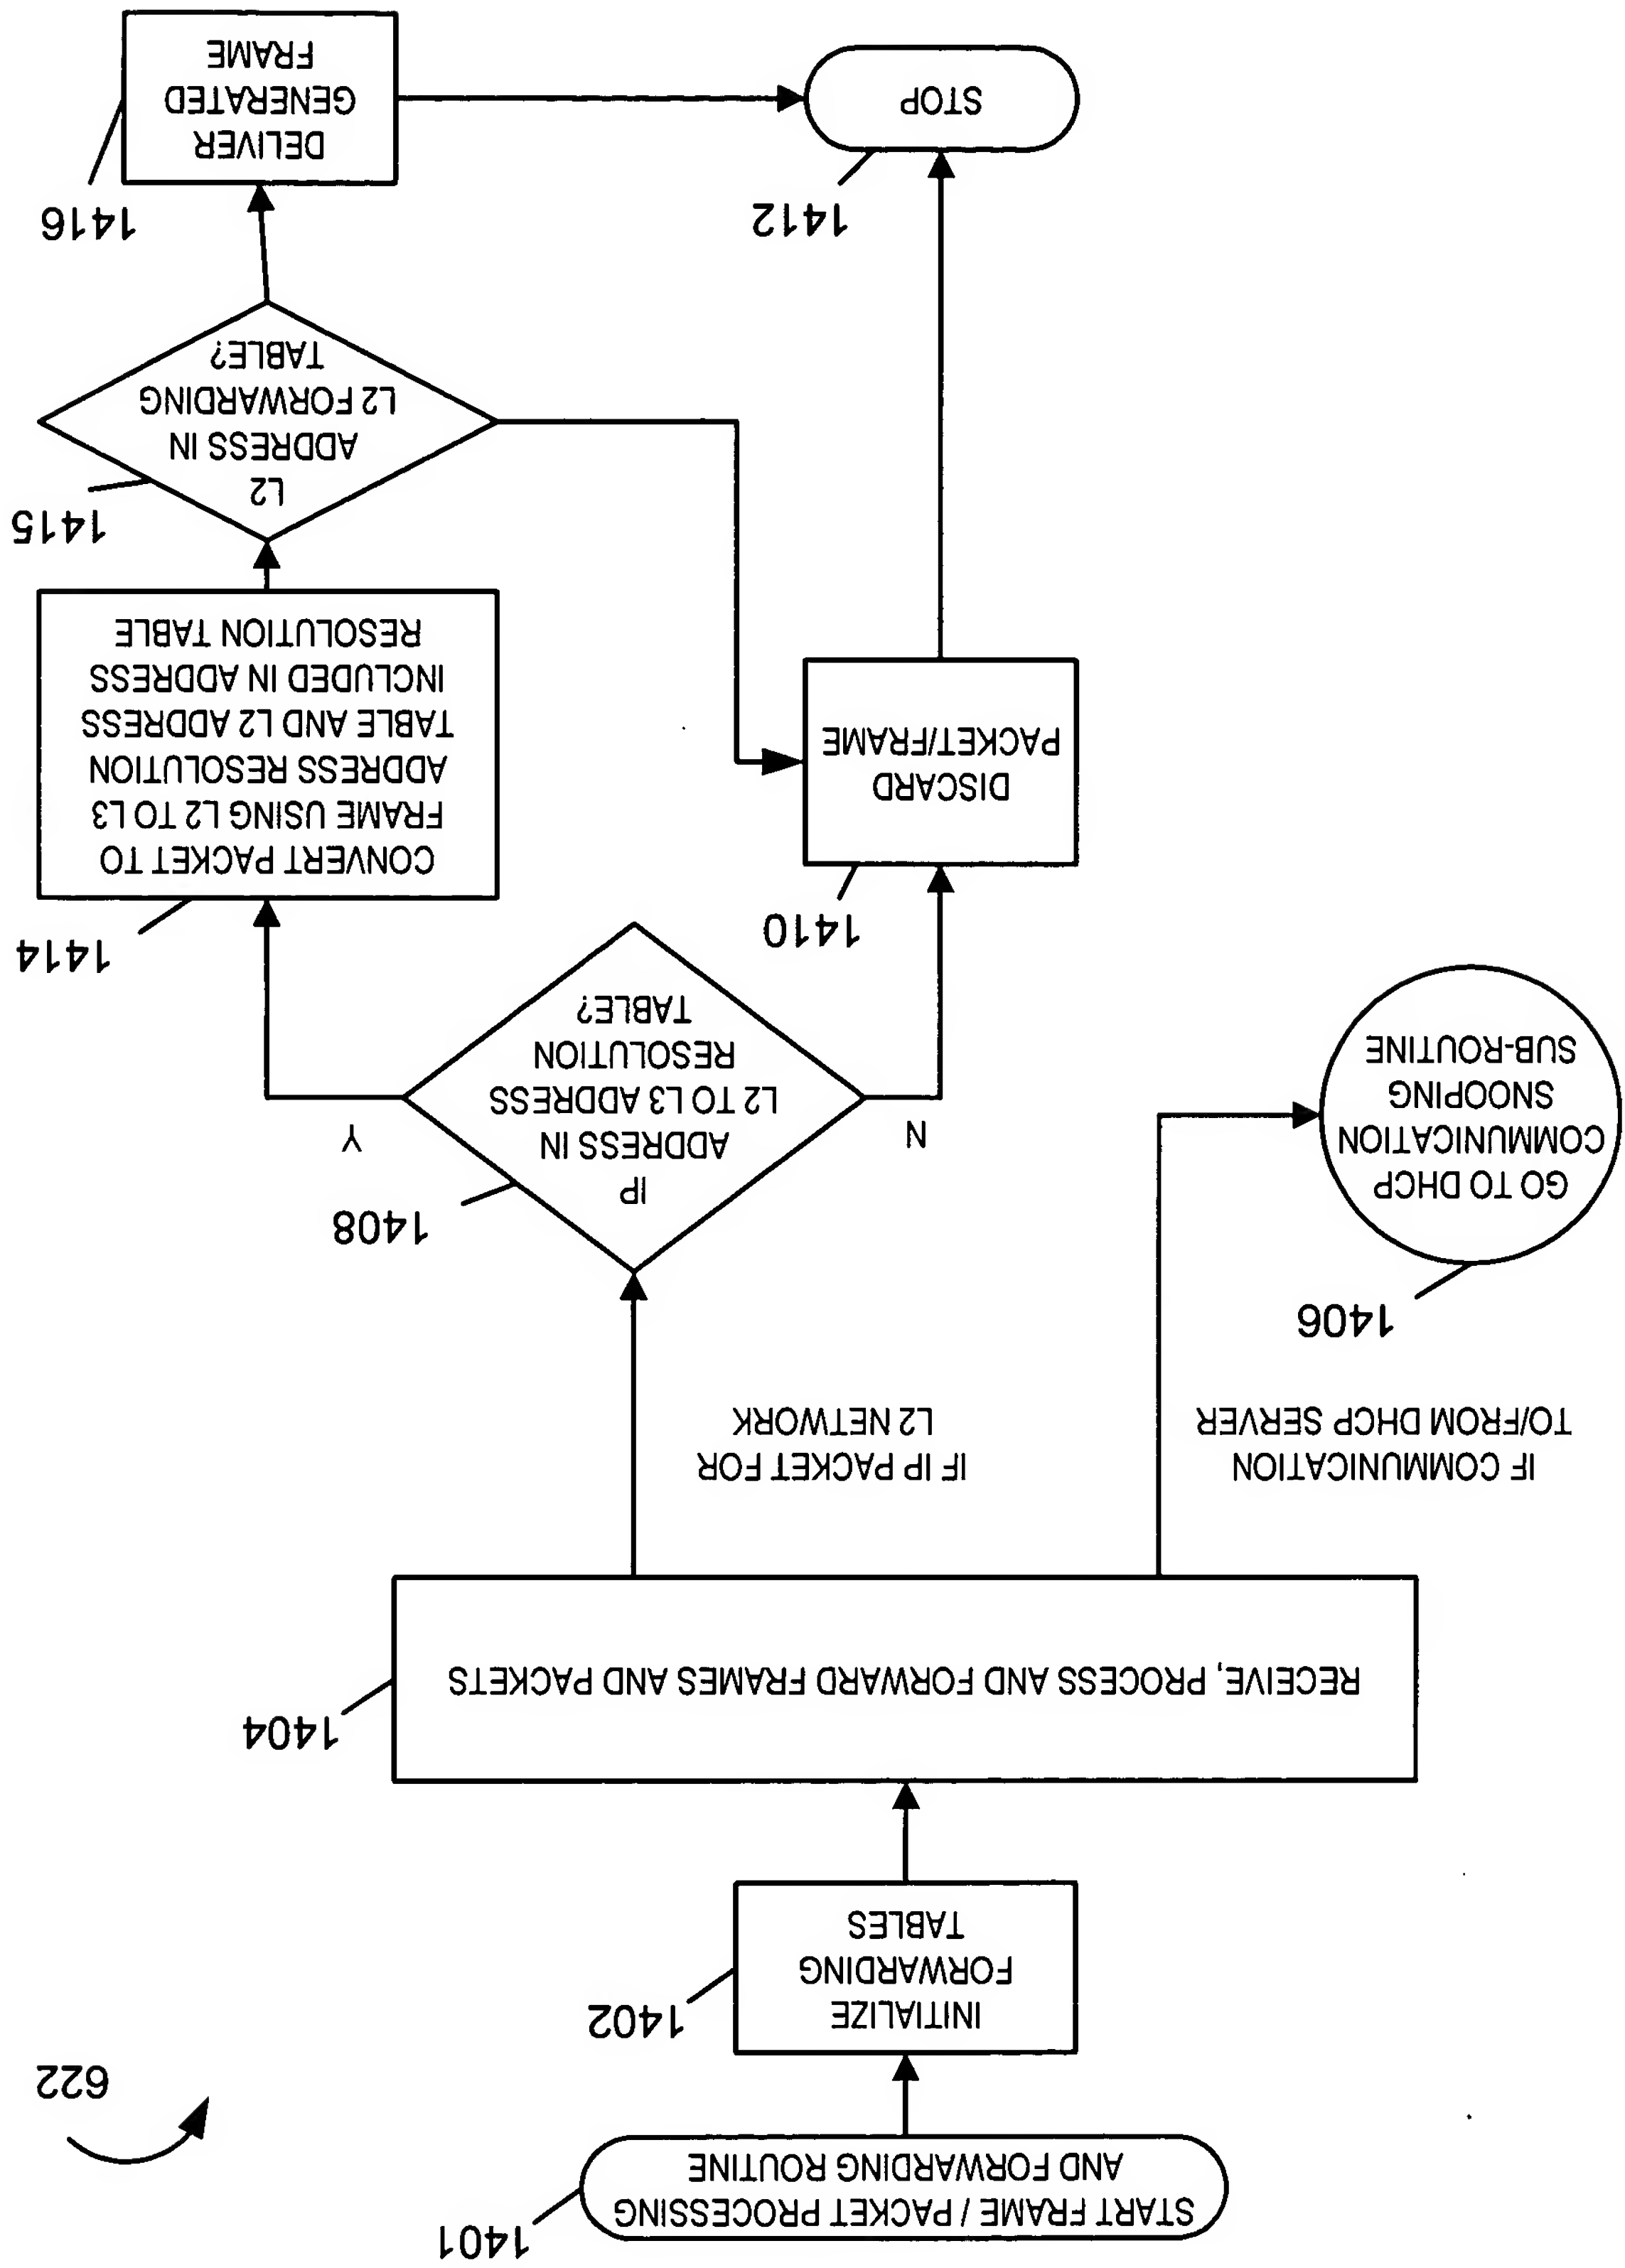 622
1401
START FRAME / PACKET PROCESSING
AND FORWARDING ROUTINE
1402
INITIALIZE
FORWARDING
TABLES
1404
RECEIVE, PROCESS AND FORWARD FRAMES AND PACKETS
IF COMMUNICATION
TO/FROM DHCP SERVER
IF IP PACKET FOR
L2 NETWORK
1406
GO TO DHCP
COMMUNICATION
SNOOPING
SUB-ROUTINE
1408
IP
ADDRESS IN
L2 TO L3 ADDRESS
RESOLUTION
TABLE?
N
Y
1410
DISCARD
PACKET/FRAME
1414
CONVERT PACKET TO
FRAME USING L2 TO L3
ADDRESS RESOLUTION
TABLE AND L2 ADDRESS
INCLUDED IN ADDRESS
RESOLUTION TABLE
1415
L2
ADDRESS IN
L2 FORWARDING
TABLE?
1412
STOP
1416
DELIVER
GENERATED
FRAME